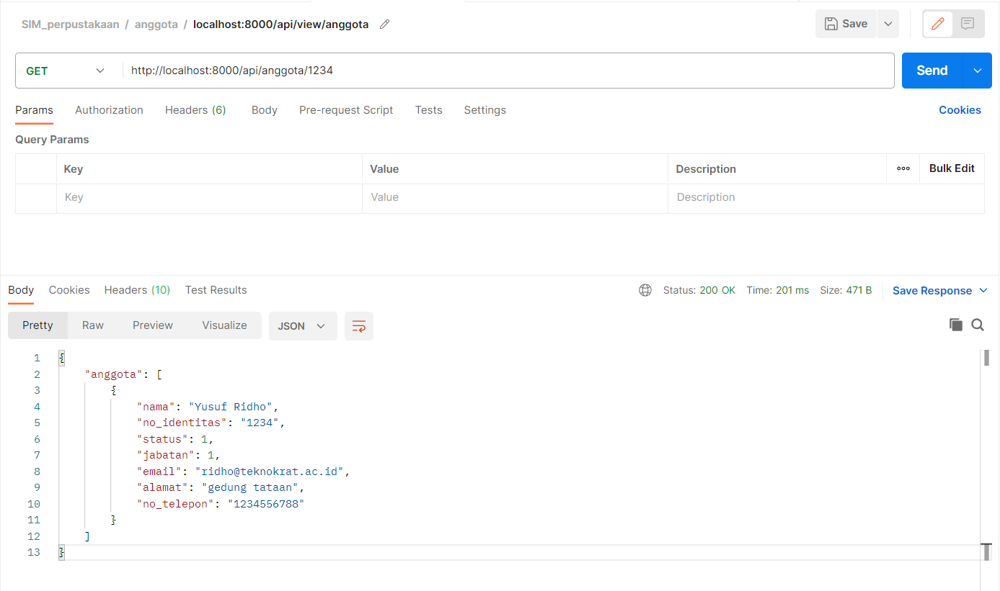 SIM_perpustakaan / anggota / localhost:8000/api/view/anggota Save
GET http://localhost:8000/api/anggota/1234 Send
Params Authorization Headers (6) Body Pre-request Script Tests Settings Cookies
Query Params
Key Value Description ooo Bulk Edit
Key Value Description
Body Cookies Headers (10) Test Results Status: 200 OK Time: 201 ms Size: 471 B Save Response
Pretty Raw Preview Visualize JSON
1 {
2 "anggota": [
3 {
4 "nama": "Yusuf Ridho",
5 "no_identitas": "1234",
6 "status": 1,
7 "jabatan": 1,
8 "email": "ridho@teknokrat.ac.id",
9 "alamat": "gedung tataan",
10 "no_telepon": "1234556788"
11 }
12 ]
13 }